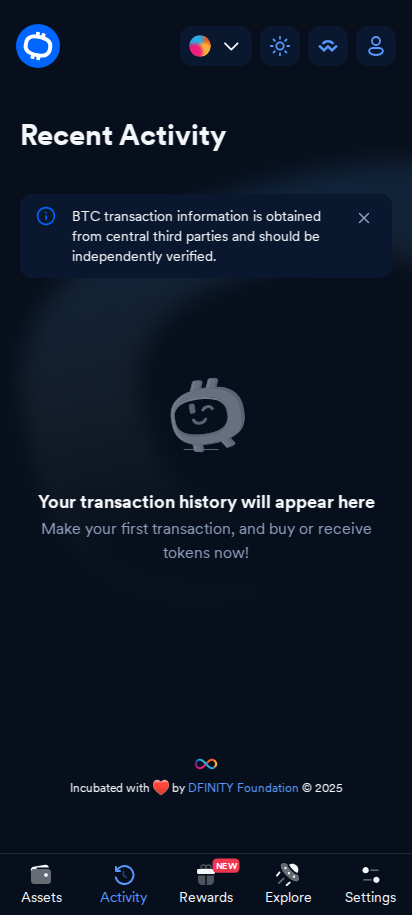 Recent Activity
BTC transaction information is obtained
from central third parties and should be
independently verified.
Your transaction history will appear here
Make your first transaction, and buy or receive
tokens now!
Incubated with ❤️ by DFINITY Foundation © 2025
NEW
Assets Activity Rewards Explore Settings